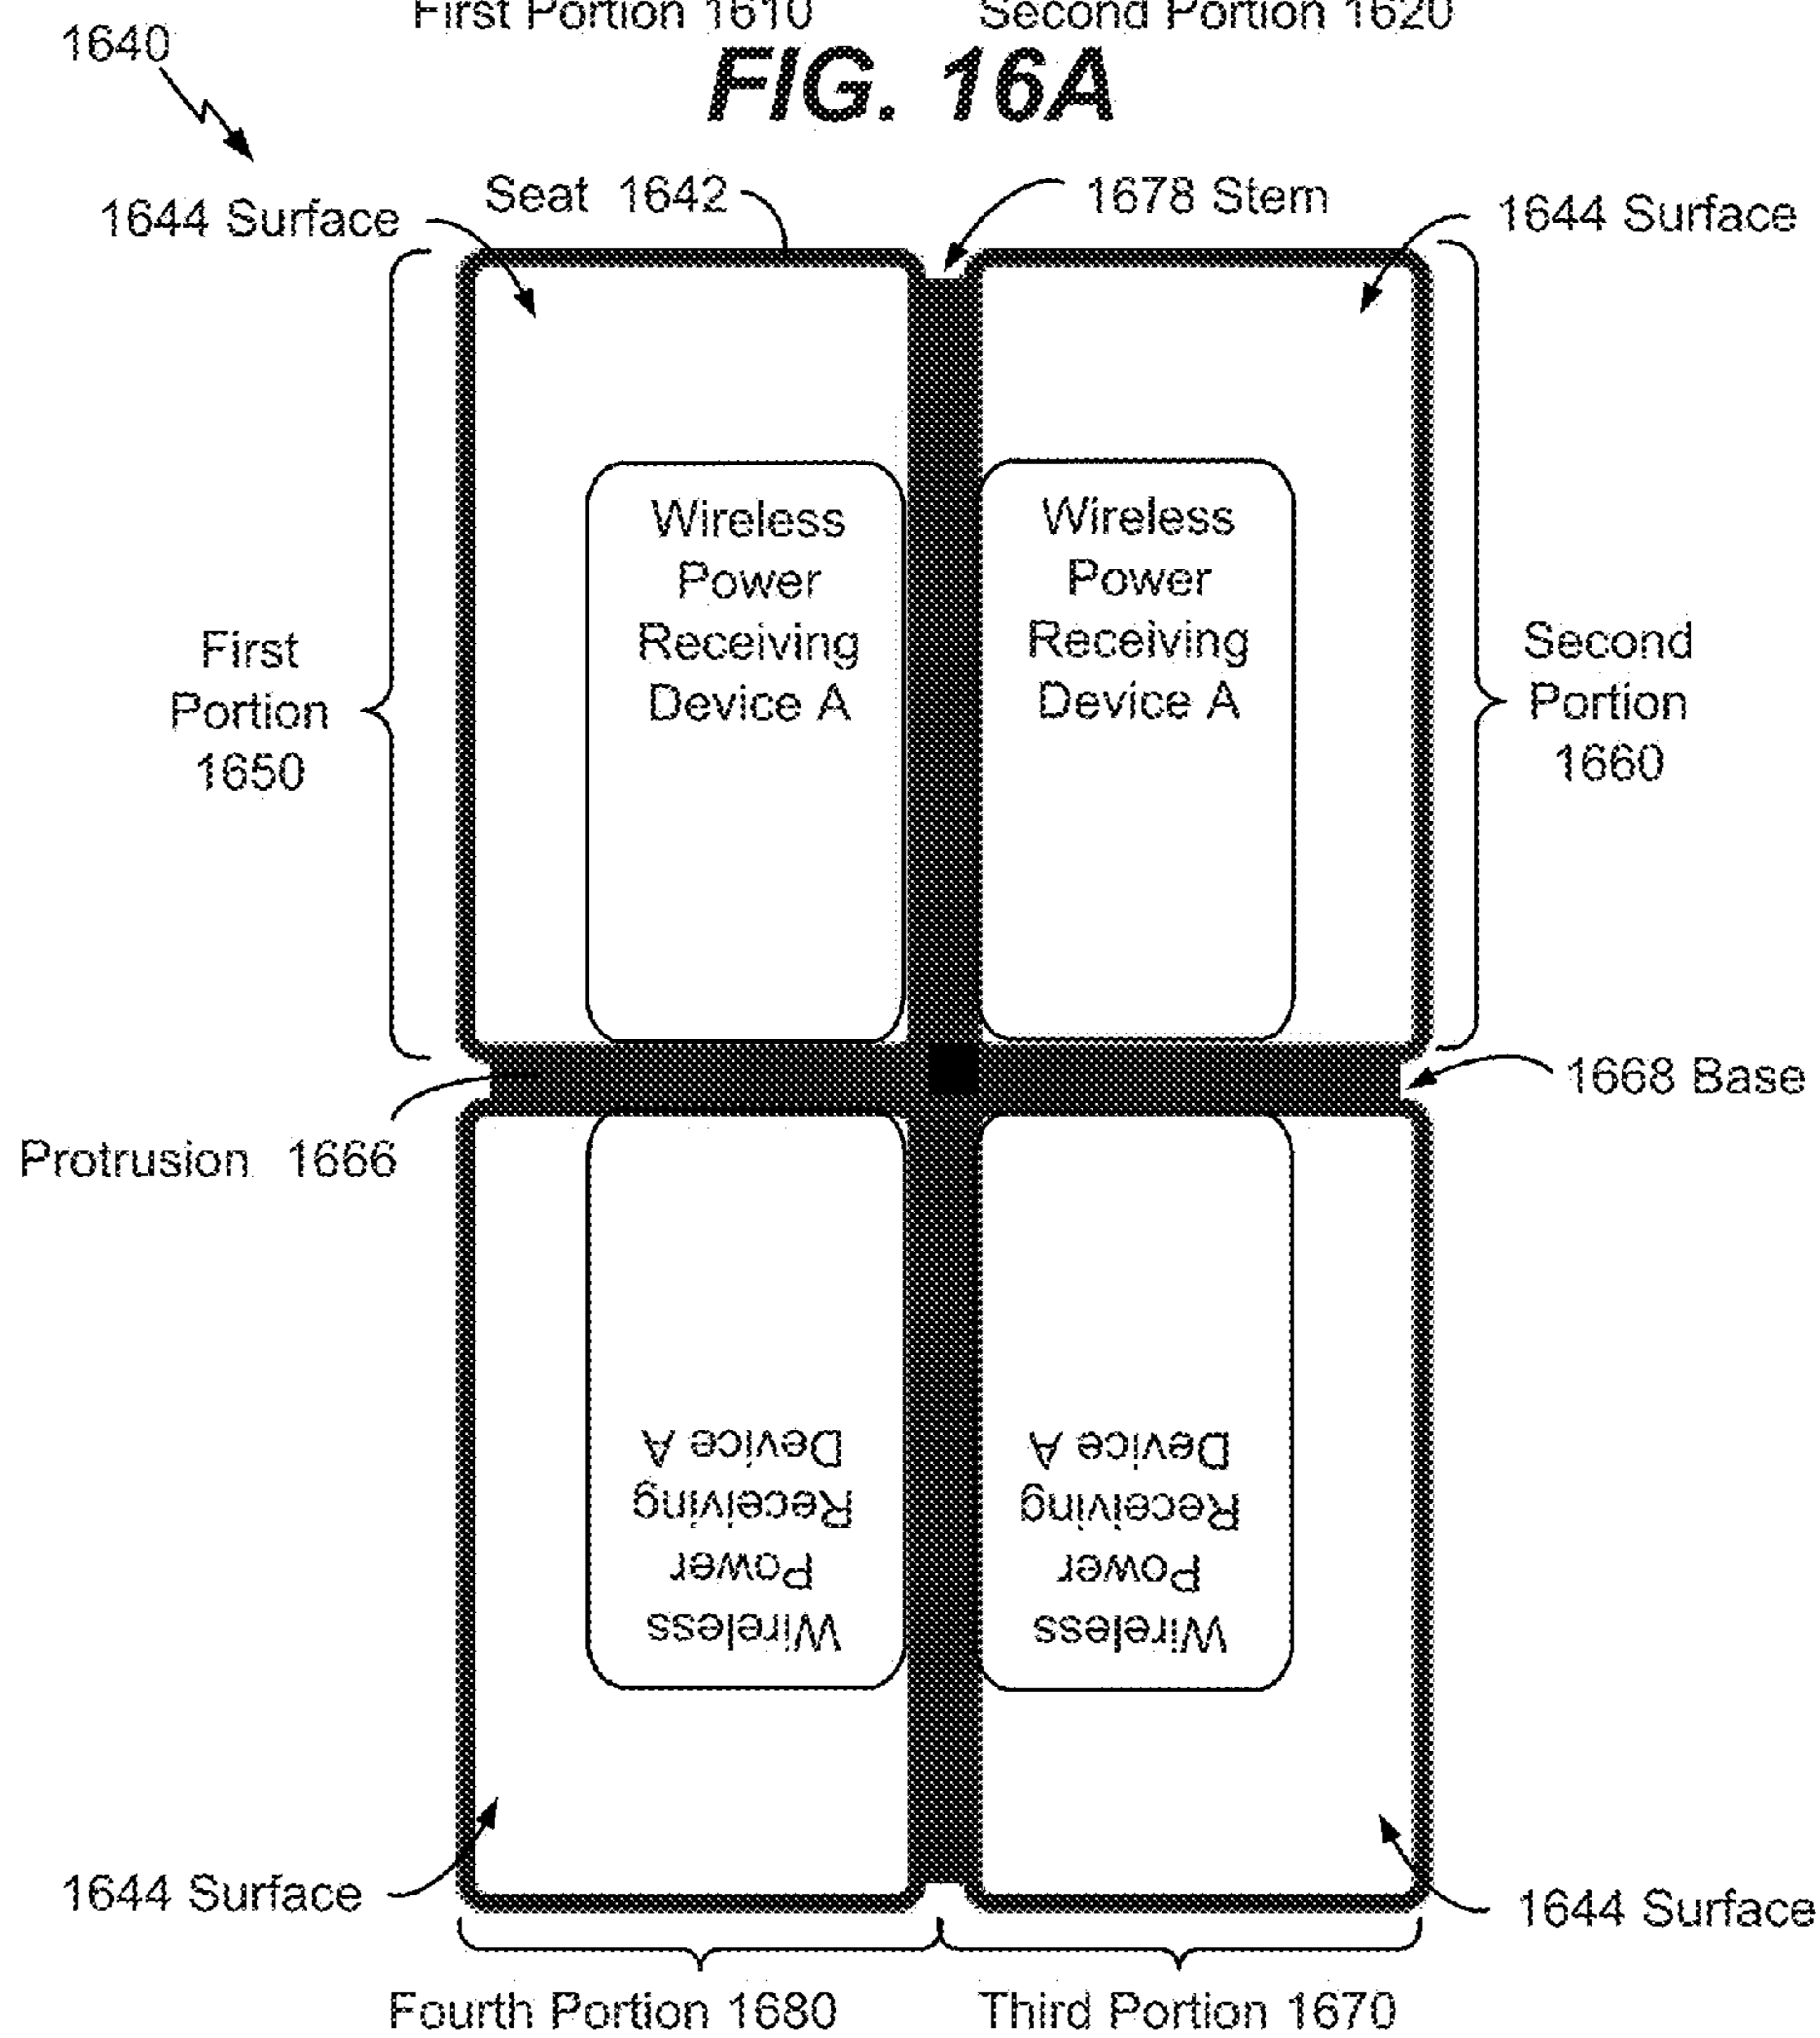 First Portion 1610 Second Portion 1620
FIG. 16A
1640
Seat 1642
1678 Stem
1644 Surface
1644 Surface
Wireless
Power
Receiving
Device A
Wireless
Power
Receiving
Device A
First
Portion
1650
Second
Portion
1660
1668 Base
Protrusion 1666
Wireless
Power
Receiving
Device A
Wireless
Power
Receiving
Device A
1644 Surface
1644 Surface
Fourth Portion 1680
Third Portion 1670